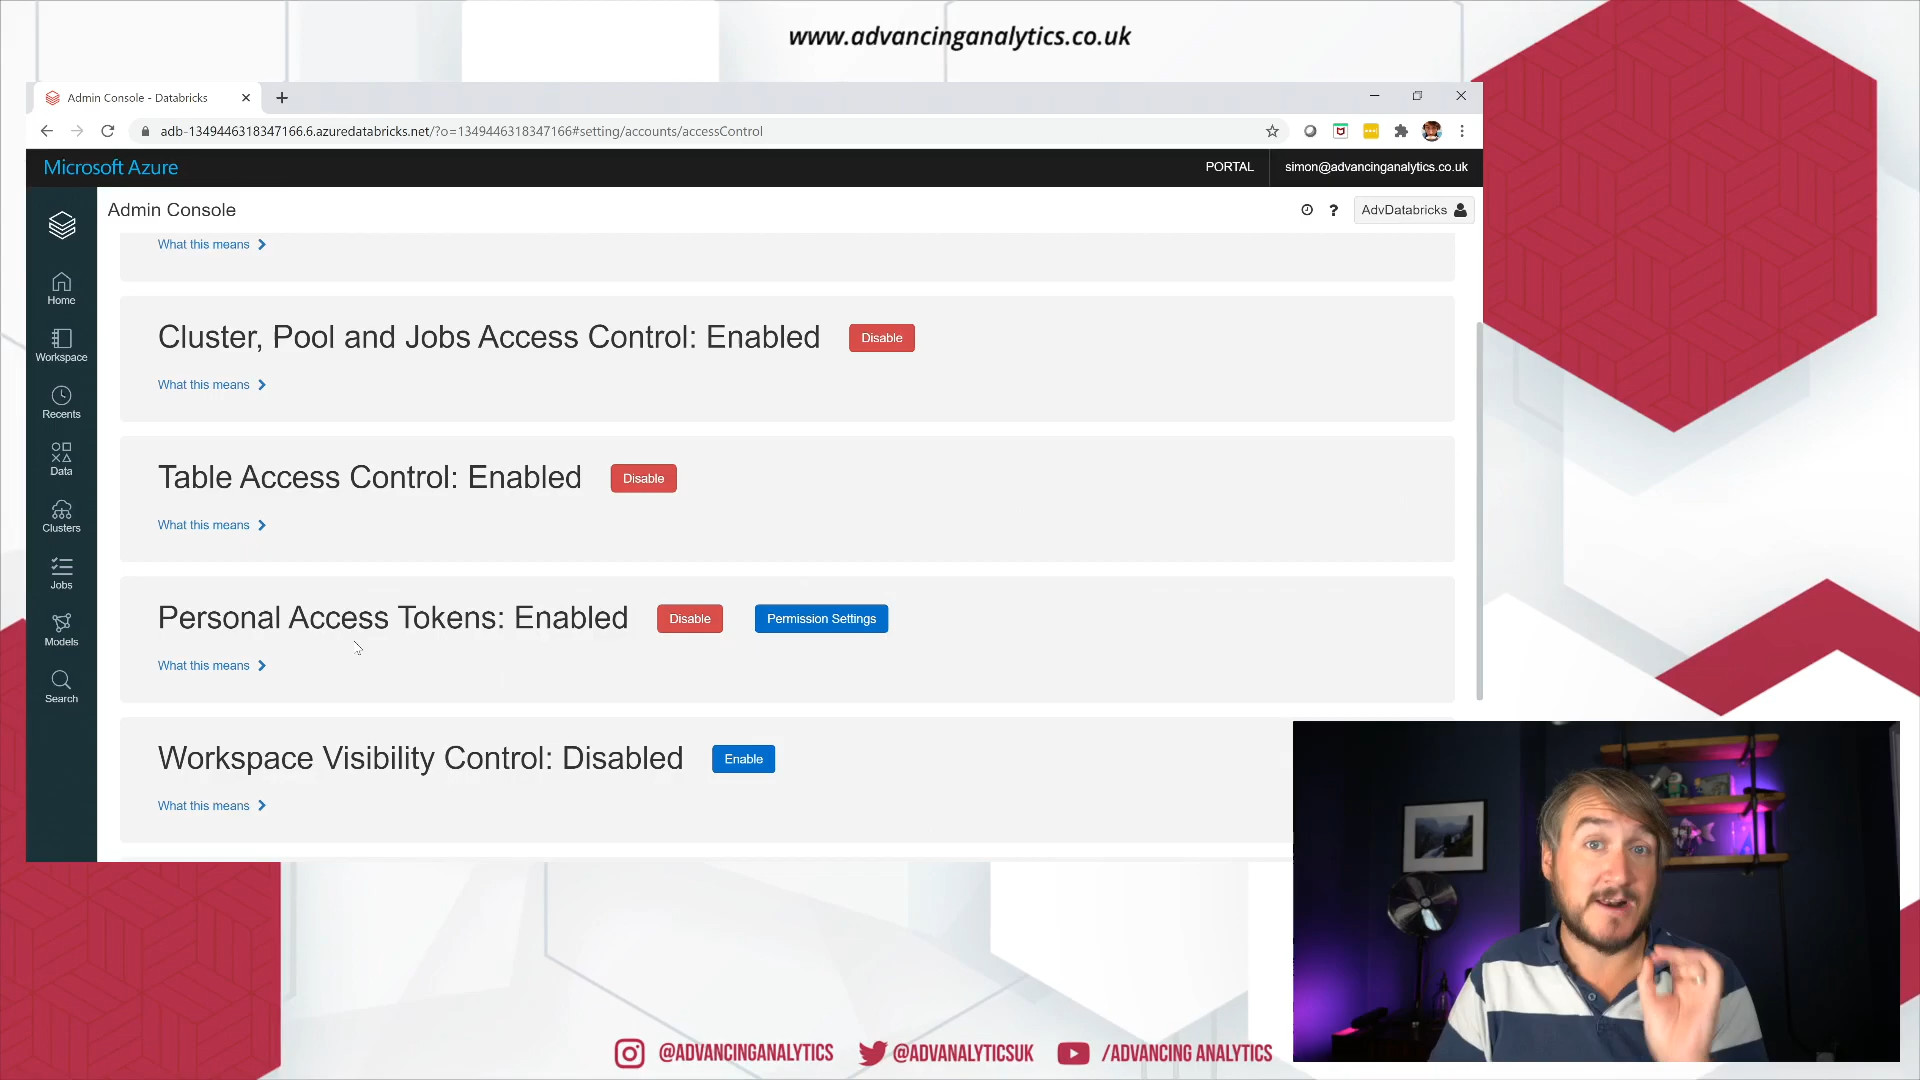 www.advancinganalytics.co.uk
Admin Console - Databricks
adb-1349446318347166.6.azuredatabricks.net/?o=1349446318347166#setting/accounts/accessControl
Microsoft Azure
PORTAL
simon@advancinganalytics.co.uk
Admin Console
?
AdvDatabricks
Home
Workspace
Recents
Data
Clusters
Jobs
Models
Search
What this means
Cluster, Pool and Jobs Access Control: Enabled
Disable
What this means
Table Access Control: Enabled
Disable
What this means
Personal Access Tokens: Enabled
Disable
Permission Settings
What this means
Workspace Visibility Control: Disabled
Enable
What this means
@ADVANCINGANALYTICS
@ADVANALYTICSUK
/ADVANCING ANALYTICS